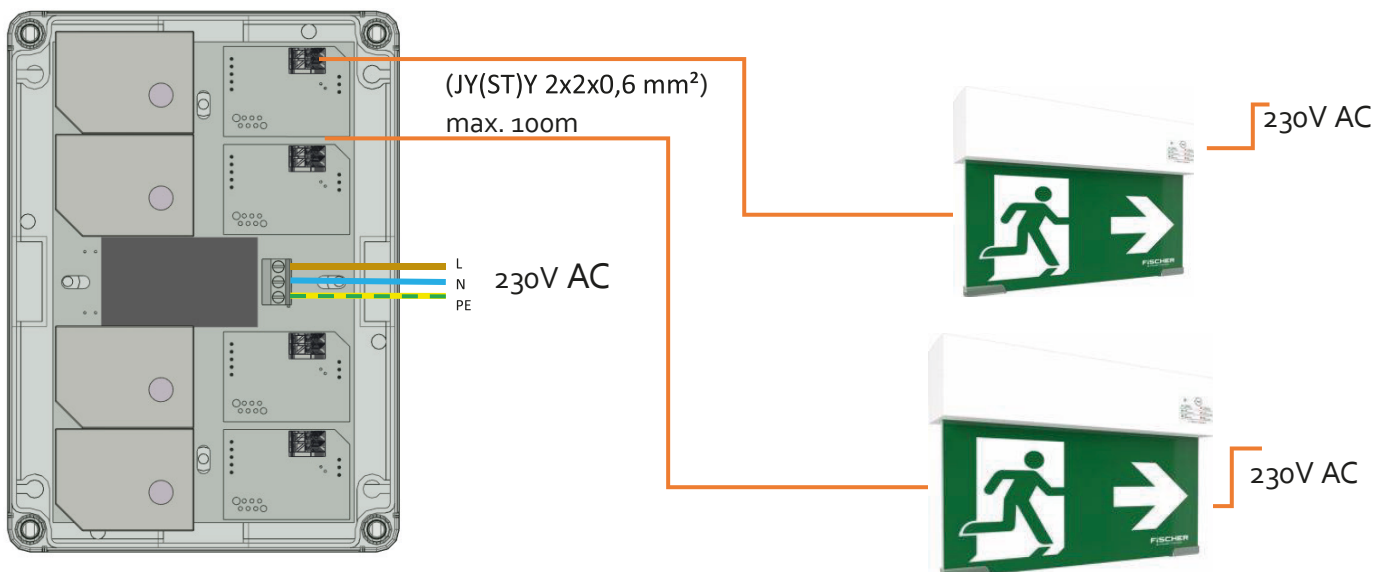 (JY(ST)Y 2x2x0,6 mm²)
max. 100m
230V AC
L
N
PE
230V AC
FISCHER
230V AC
FISCHER